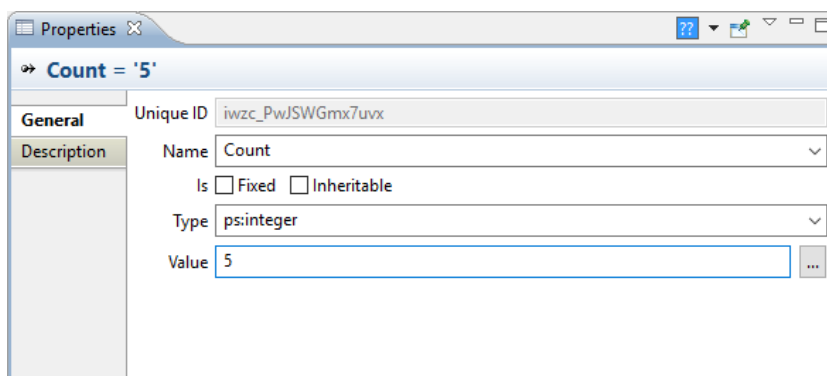 Properties
??
Count = '5'
General
Description
Unique ID iwzc_PwJSWGmx7uvx
Name Count
Is Fixed Inheritable
Type ps:integer
Value 5 ...